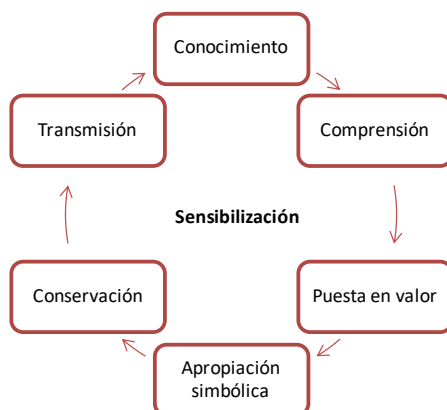 Conocimiento
Transmisión
Comprensión
Sensibilización
Conservación
Puesta en valor
Apropiación
simbólica